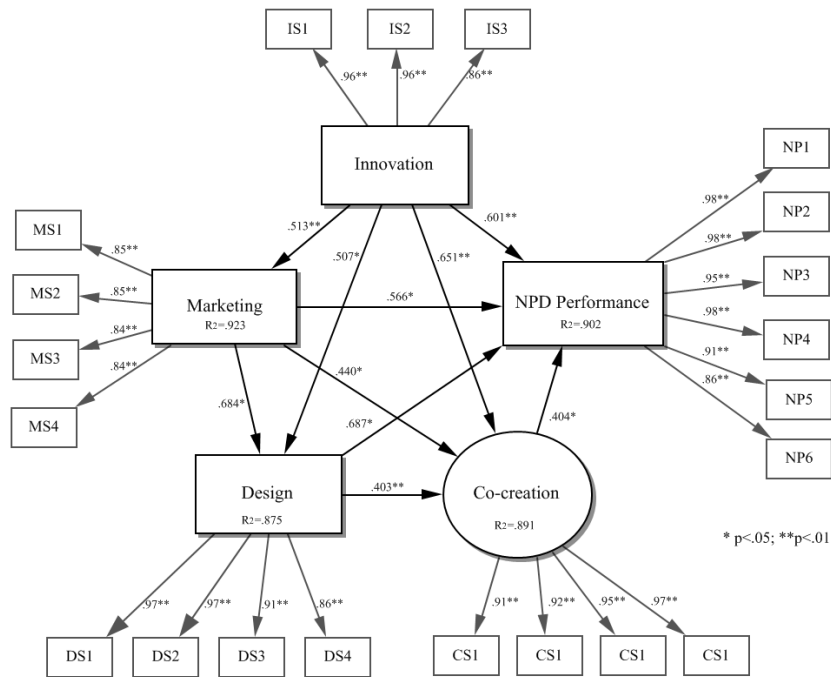 IS1
IS2
IS3
.96**
.96**
.86**
Innovation
NP1
NP2
NP3
NP4
NP5
NP6
.98**
.98**
.95**
.98**
.91**
.86**
MS1
MS2
MS3
MS4
.85**
.85**
.84**
.84**
.513**
.507*
.651**
.601**
Marketing
R2=.923
.566*
NPD Performance
R2=.902
.684*
.440*
.687*
.404*
Design
R2=.875
.403**
Co-creation
R2=.891
* p<.05; **p<.01
.97**
.97**
.91**
.86**
.91**
.92**
.95**
.97**
DS1
DS2
DS3
DS4
CS1
CS1
CS1
CS1